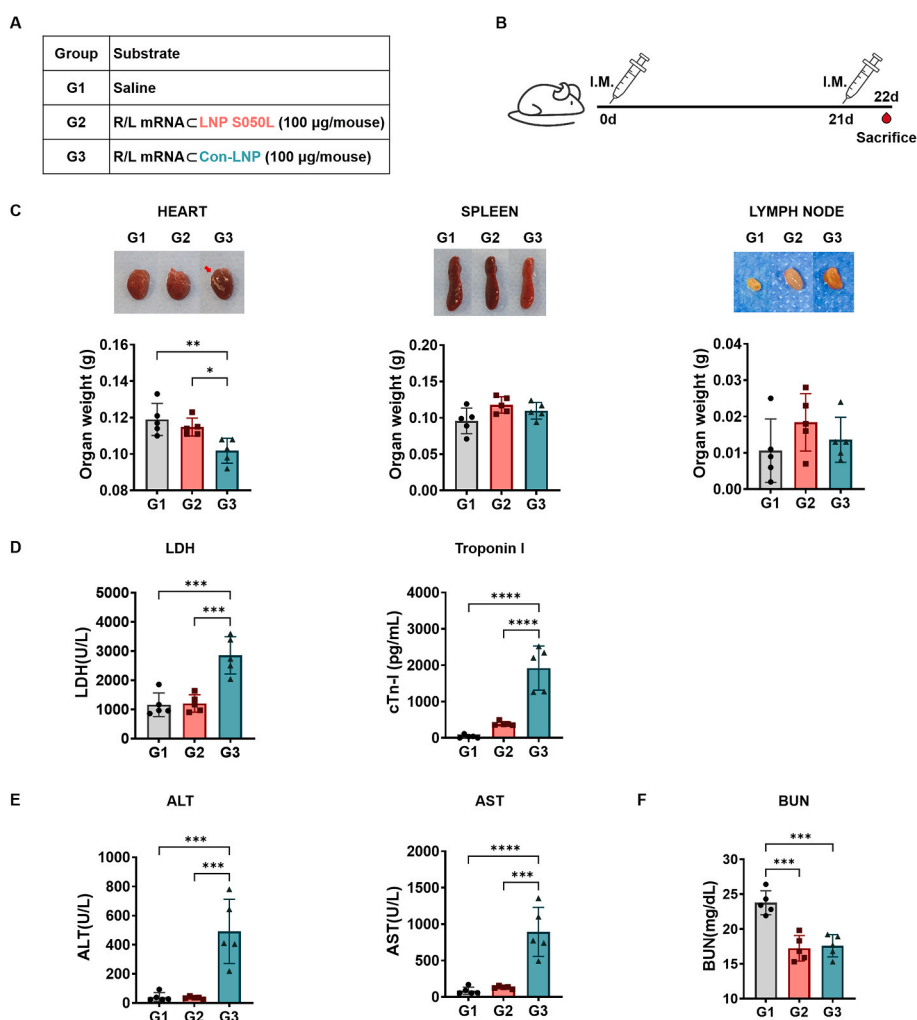 A
Group Substrate
G1 Saline
G2 R/L mRNA⊂LNP S050L (100 μg/mouse)
G3 R/L mRNA⊂Con-LNP (100 μg/mouse)
B
I.M. I.M.
22d
0d 21d
Sacrifice
C
HEART
G1 G2 G3
Organ weight (g)
0.16
**
0.14
*
0.12
0.10
0.08
G1 G2 G3
SPLEEN
G1 G2 G3
Organ weight (g)
0.20
0.15
0.10
0.05
0.00
G1 G2 G3
LYMPH NODE
G1 G2 G3
Organ weight (g)
0.04
0.03
0.02
0.01
0.00
G1 G2 G3
D
LDH
LDH(U/L)
***
5000
***
4000
3000
2000
1000
0
G1 G2 G3
Troponin I
cTn-I (pg/mL)
4000
****
****
3000
2000
1000
0
G1 G2 G3
E
ALT
ALT(U/L)
***
1000
***
800
600
400
200
0
G1 G2 G3
AST
AST(U/L)
****
2000
***
1500
1000
500
0
G1 G2 G3
F
BUN
BUN(mg/dL)
***
30
***
25
20
15
10
G1 G2 G3